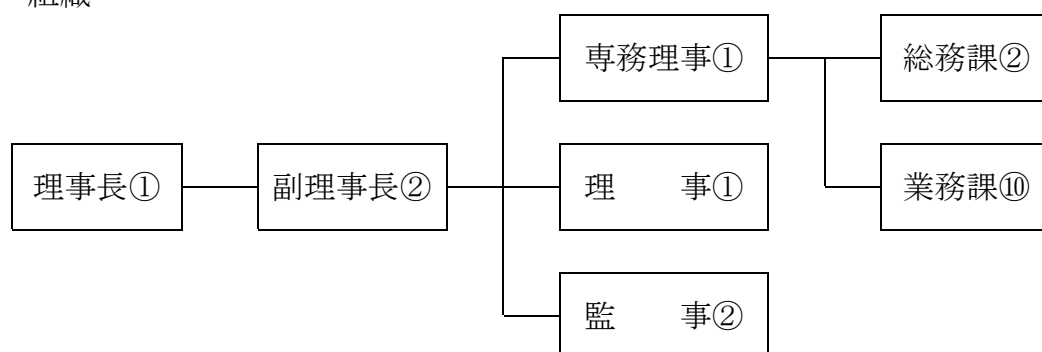 組織
専務理事①
総務課②
理事長①
副理事長②
理　　事①
業務課⑩
監　　事②